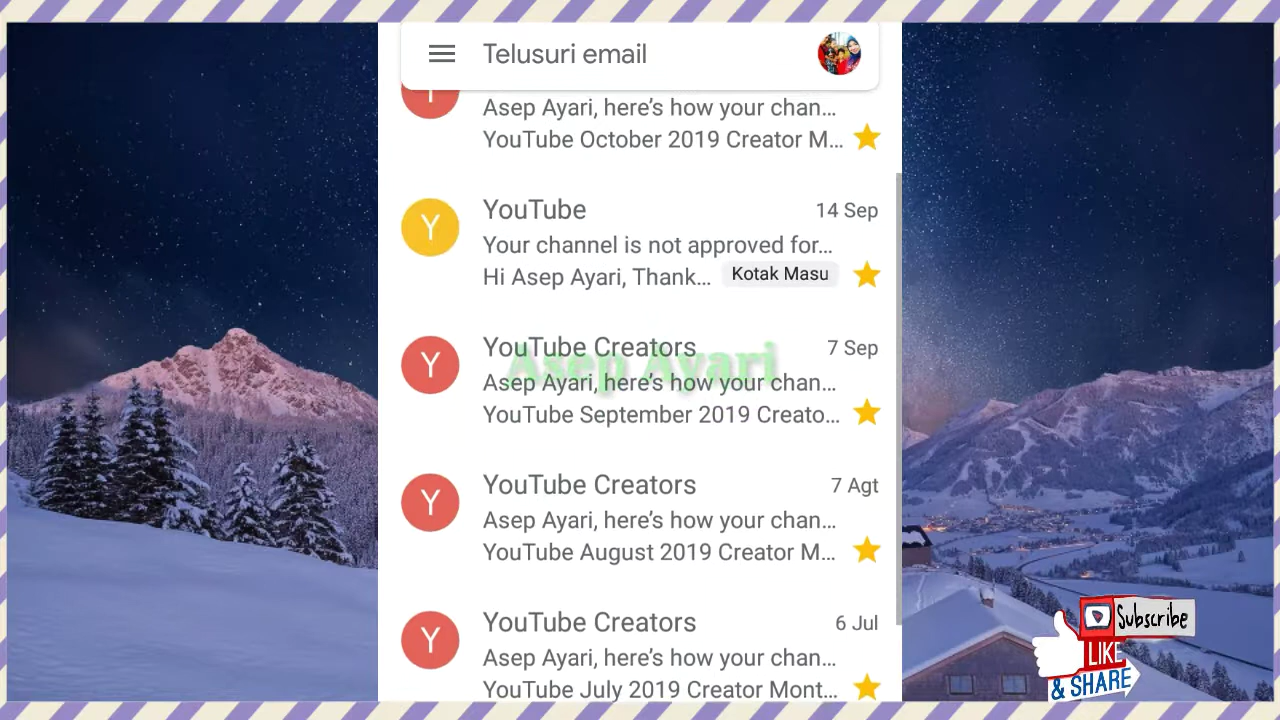 Telusuri email
Asep Ayari, here's how your chan...
YouTube October 2019 Creator M...
YouTube
14 Sep
Your channel is not approved for...
Hi Asep Ayari, Thank...
Kotak Masu
YouTube Creators
7 Sep
Asep Ayari
Asep Ayari, here's how your chan...
YouTube September 2019 Creato...
YouTube Creators
7 Agt
Asep Ayari, here's how your chan...
YouTube August 2019 Creator M...
YouTube Creators
6 Jul
Asep Ayari, here's how your chan...
YouTube July 2019 Creator Mont...
Y
Y
Y
Y
Subscribe
LIKE
& SHARE